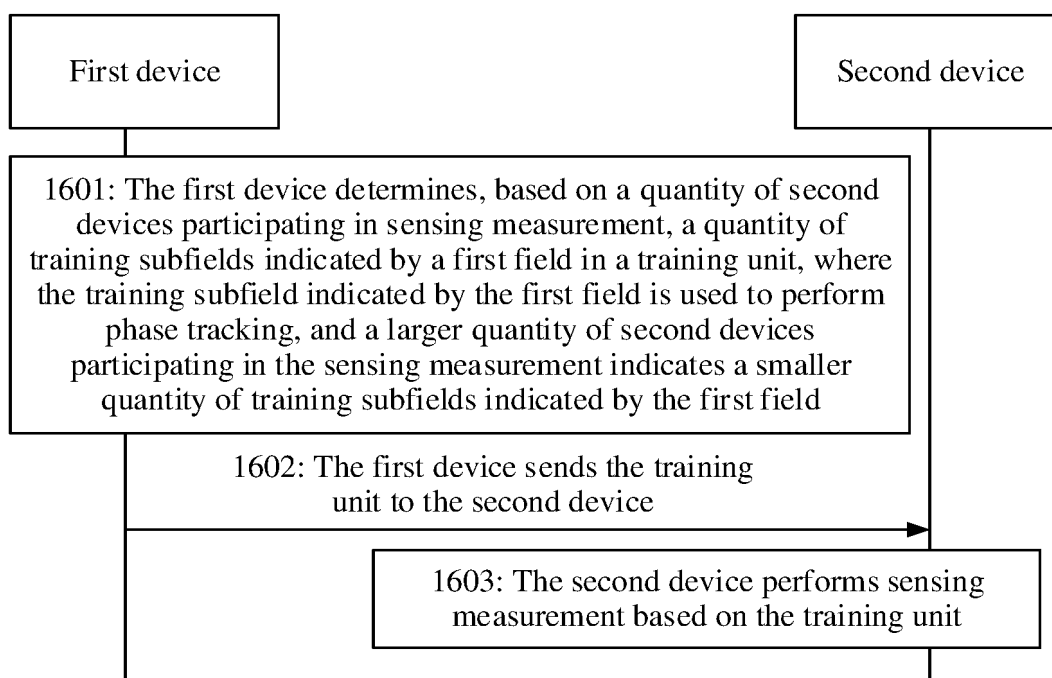 First device
Second device
1601: The first device determines, based on a quantity of second
devices participating in sensing measurement, a quantity of
training subfields indicated by a first field in a training unit, where
the training subfield indicated by the first field is used to perform
phase tracking, and a larger quantity of second devices
participating in the sensing measurement indicates a smaller
quantity of training subfields indicated by the first field
1602: The first device sends the training
unit to the second device
1603: The second device performs sensing
measurement based on the training unit